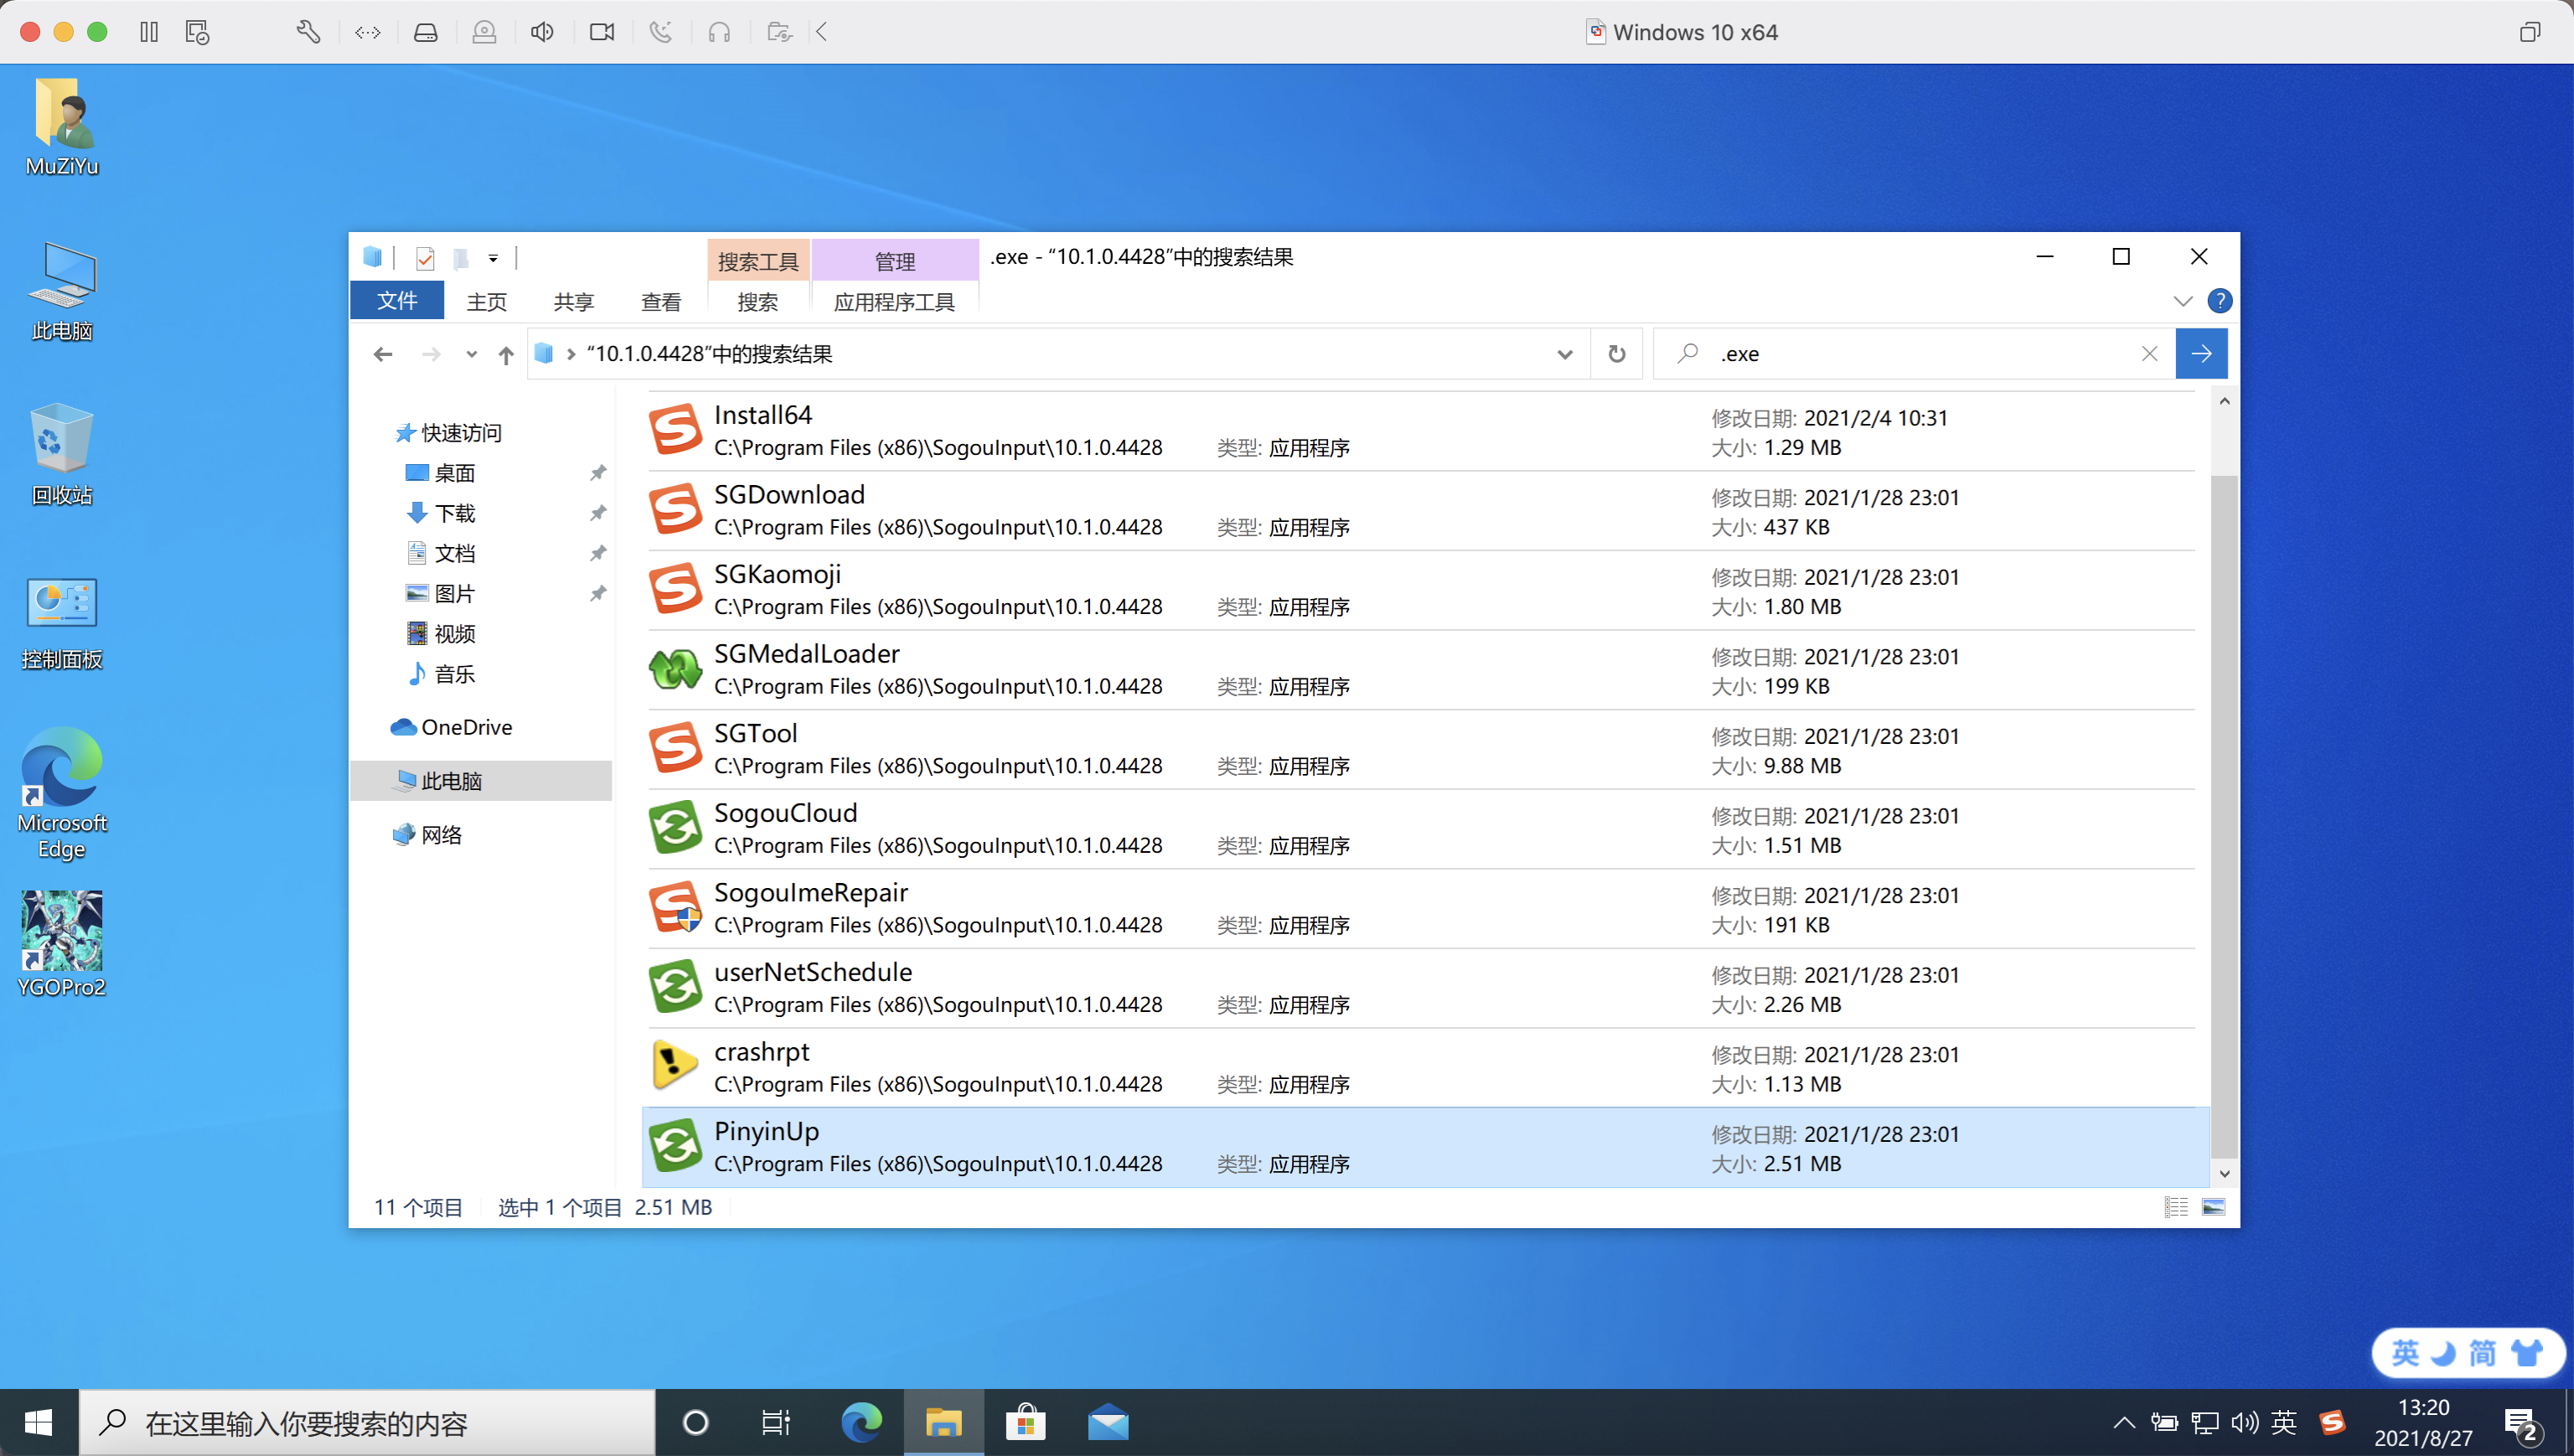 Windows 10 x64
MuZiYu
此电脑
回收站
控制面板
Microsoft
Edge
YGOPro2
搜索工具
管理
.exe - “10.1.0.4428”中的搜索结果
文件
主页
共享
查看
搜索
应用程序工具
“10.1.0.4428”中的搜索结果
.exe
快速访问
桌面
下载
文档
图片
视频
音乐
OneDrive
此电脑
网络
Install64
C:\Program Files (x86)\SogouInput\10.1.0.4428 类型: 应用程序
修改日期: 2021/2/4 10:31
大小: 1.29 MB
SGDownload
C:\Program Files (x86)\SogouInput\10.1.0.4428 类型: 应用程序
修改日期: 2021/1/28 23:01
大小: 437 KB
SGKaomoji
C:\Program Files (x86)\SogouInput\10.1.0.4428 类型: 应用程序
修改日期: 2021/1/28 23:01
大小: 1.80 MB
SGMedalLoader
C:\Program Files (x86)\SogouInput\10.1.0.4428 类型: 应用程序
修改日期: 2021/1/28 23:01
大小: 199 KB
SGTool
C:\Program Files (x86)\SogouInput\10.1.0.4428 类型: 应用程序
修改日期: 2021/1/28 23:01
大小: 9.88 MB
SogouCloud
C:\Program Files (x86)\SogouInput\10.1.0.4428 类型: 应用程序
修改日期: 2021/1/28 23:01
大小: 1.51 MB
SogouImeRepair
C:\Program Files (x86)\SogouInput\10.1.0.4428 类型: 应用程序
修改日期: 2021/1/28 23:01
大小: 191 KB
userNetSchedule
C:\Program Files (x86)\SogouInput\10.1.0.4428 类型: 应用程序
修改日期: 2021/1/28 23:01
大小: 2.26 MB
crashrpt
C:\Program Files (x86)\SogouInput\10.1.0.4428 类型: 应用程序
修改日期: 2021/1/28 23:01
大小: 1.13 MB
PinyinUp
C:\Program Files (x86)\SogouInput\10.1.0.4428 类型: 应用程序
修改日期: 2021/1/28 23:01
大小: 2.51 MB
11 个项目 选中 1 个项目 2.51 MB
英 简
在这里输入你要搜索的内容
英
13:20
2021/8/27
2